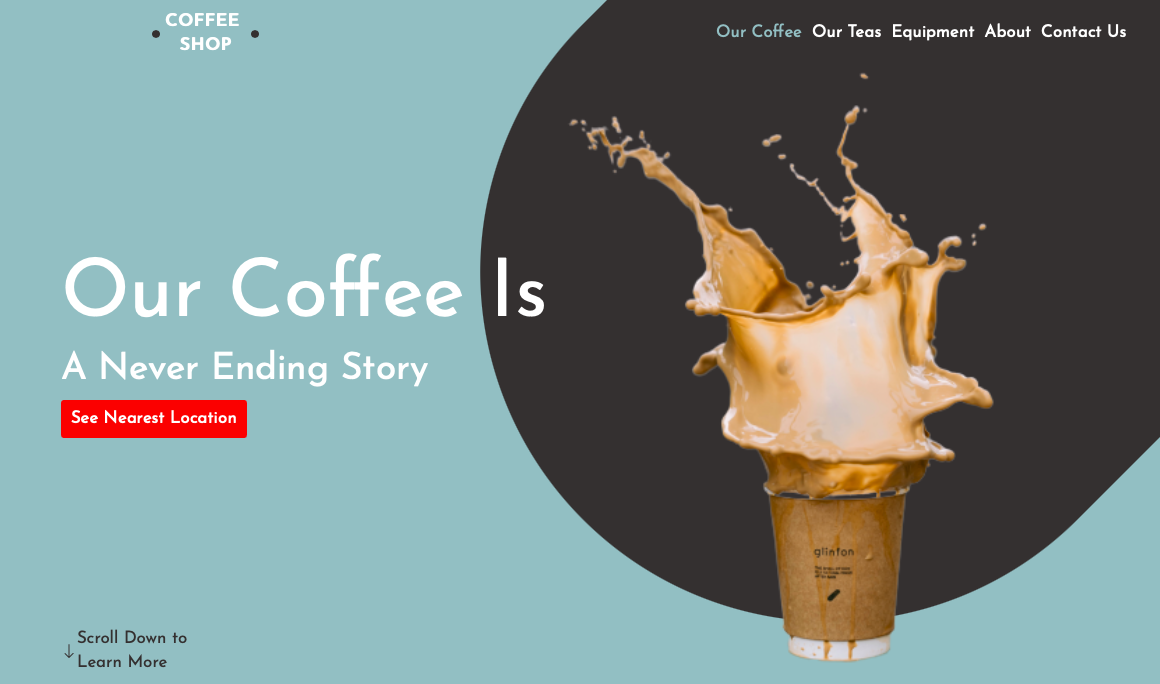 COFFEE
SHOP
Our Coffee Our Teas Equipment About Contact Us
Our Coffee Is
A Never Ending Story
See Nearest Location
glinton
Scroll Down to
Learn More